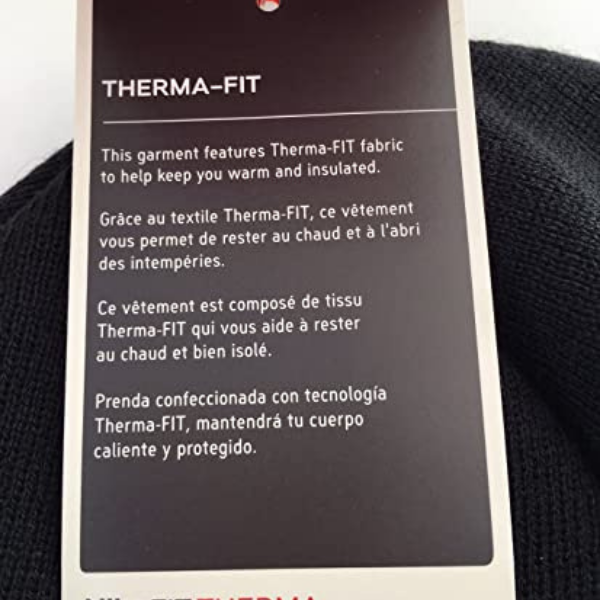 THERMA-FIT
This garment features Therma-FIT fabric
to help keep you warm and insulated.
Grâce au textile Therma-FIT, ce vêtement
vous permet de rester au chaud et à l'abri
des intempéries.
Ce vêtement est composé de tissu
Therma-FIT qui vous aide à rester
au chaud et bien isolé.
Prenda confeccionada con tecnología
Therma-FIT, mantendrá tu cuerpo
caliente y protegido.
THERMA